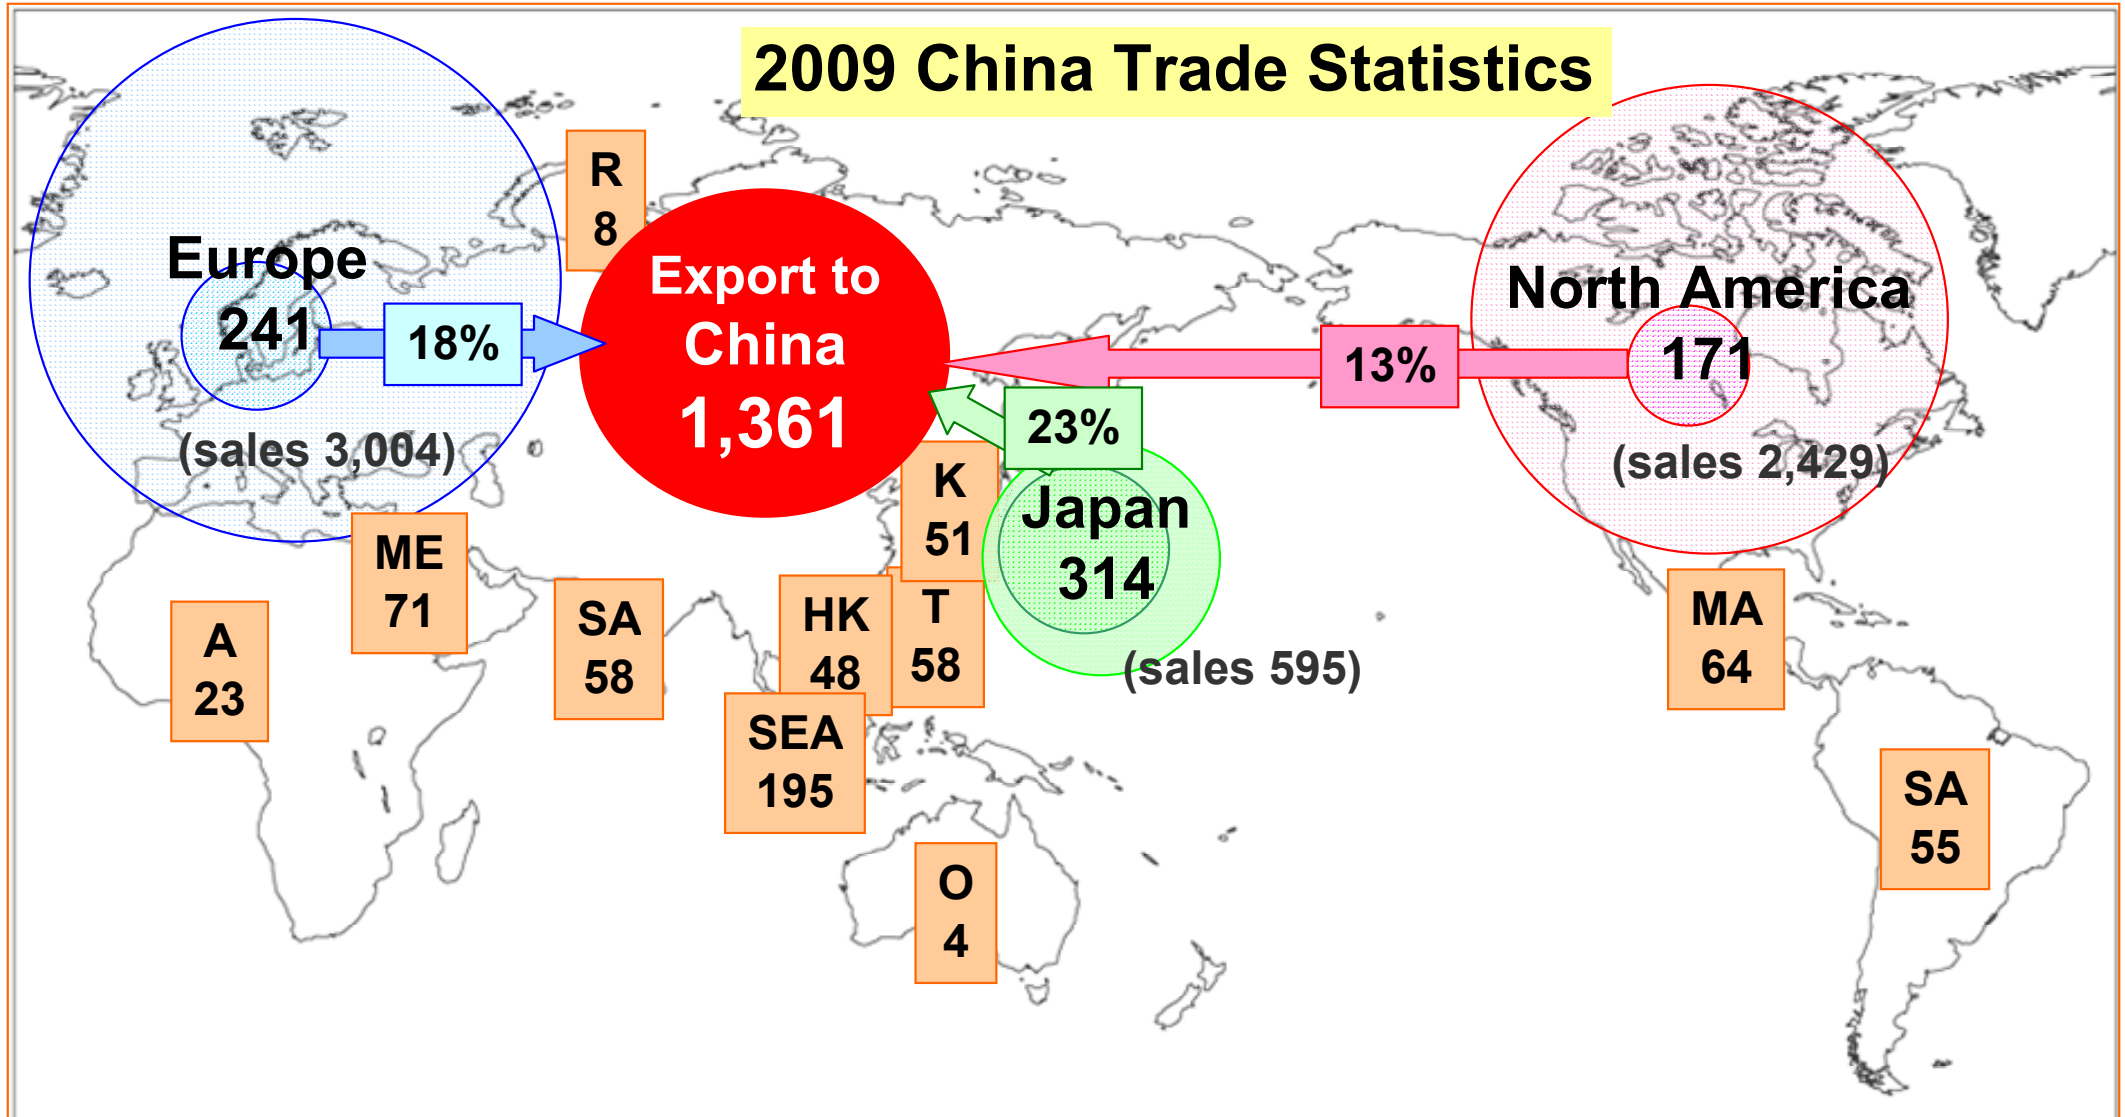 2009 China Trade Statistics
R
8
Europe
241
18%
(sales 3,004)
Export to
China
1,361
North America
171
13%
(sales 2,429)
23%
K
51
Japan
314
(sales 595)
ME
71
A
23
SA
58
HK
48
T
58
SEA
195
O
4
MA
64
SA
55